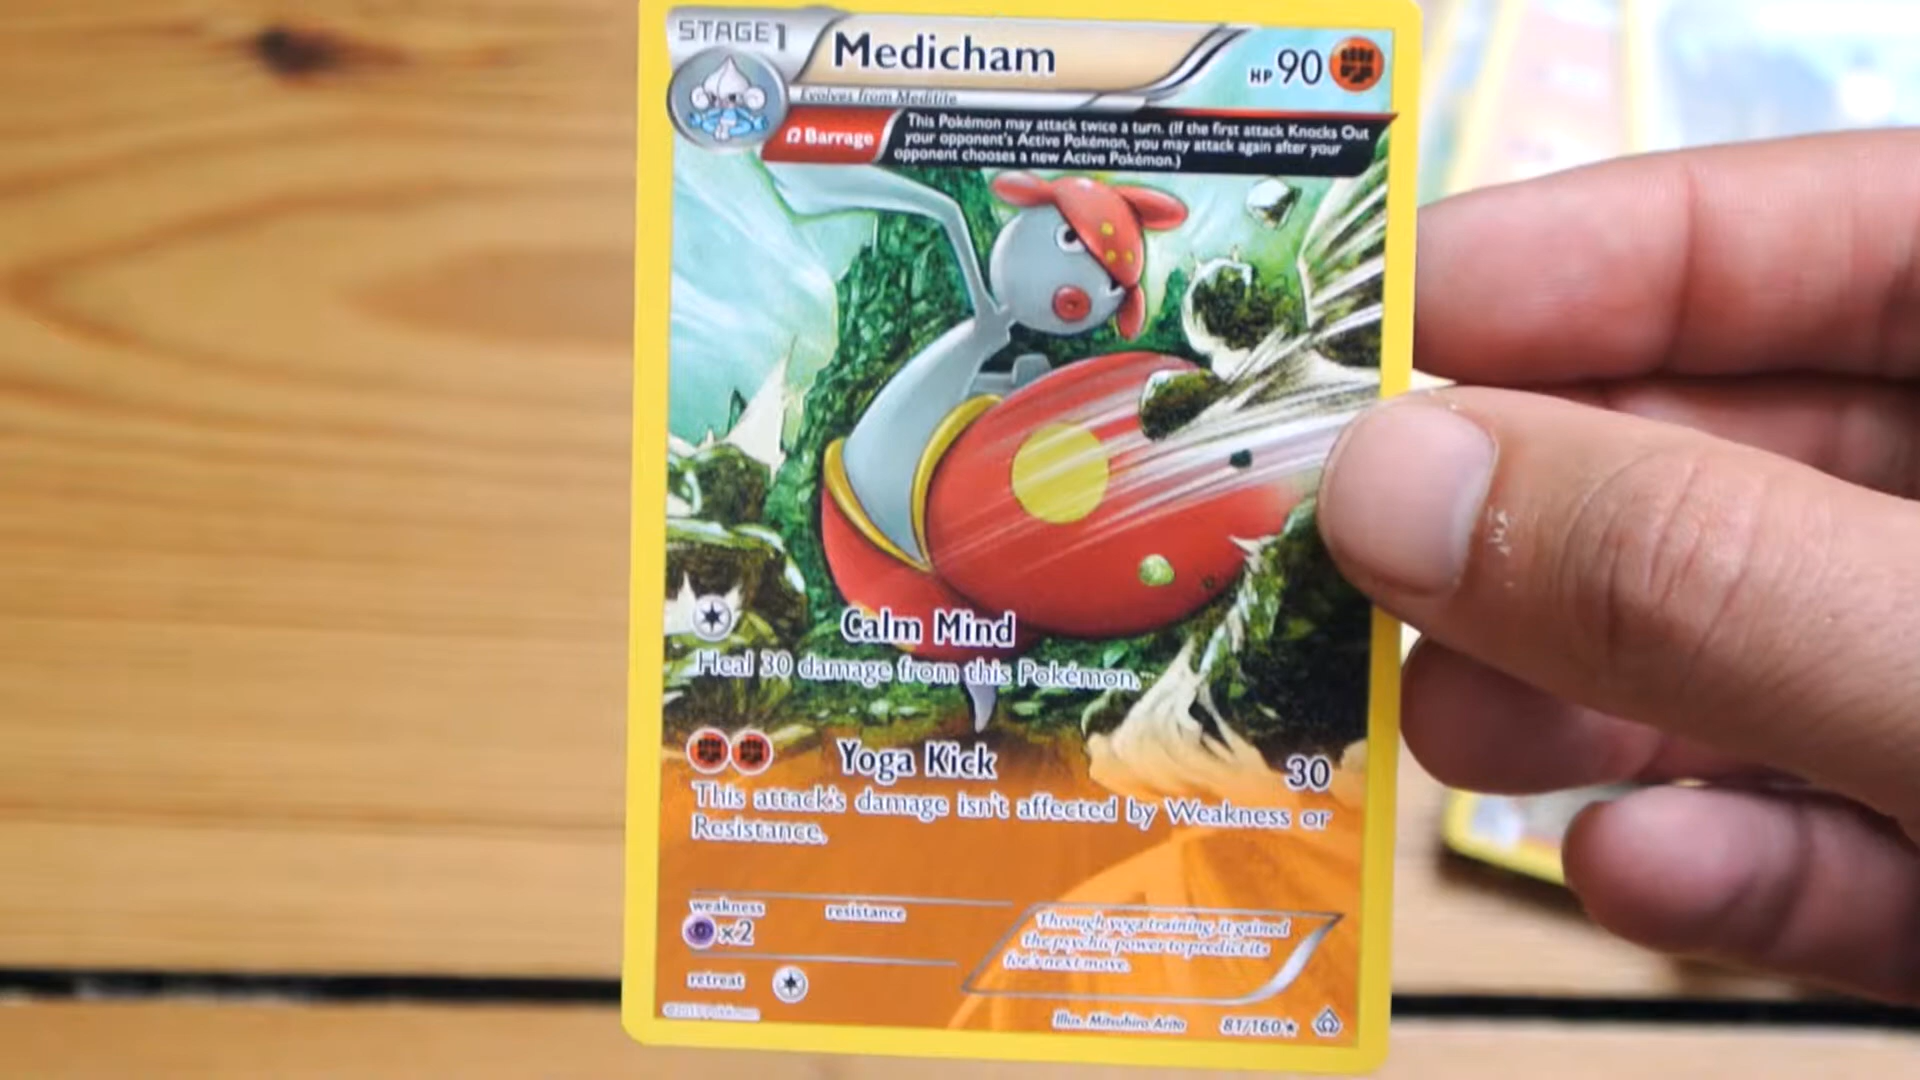 STAGE1
Medicham
HP 90
Evolves from Meditite
Ω Barrage
This Pokémon may attack twice a turn. (If the first attack Knocks Out
your opponent's Active Pokémon, you may attack again after your
opponent chooses a new Active Pokémon.)
Calm Mind
Heal 30 damage from this Pokémon.
Yoga Kick 30
This attack's damage isn't affected by Weakness or
Resistance.
weakness resistance
x2
Through yoga training, it gained
the psychic power to predict its
foe's next move.
retreat
©2015 Pokémon
Illus. Mitsuhiro Arita 81/160